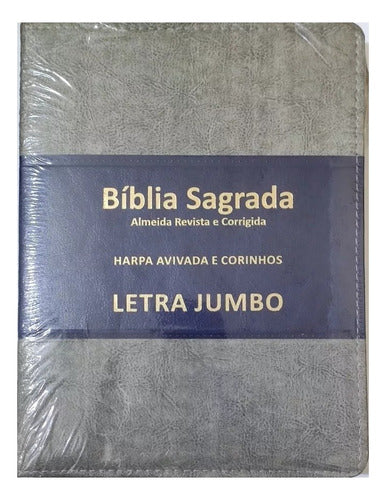 Bíblia Sagrada
Almeida Revista e Corrigida
HARPA AVIVADA E CORINHOS
LETRA JUMBO